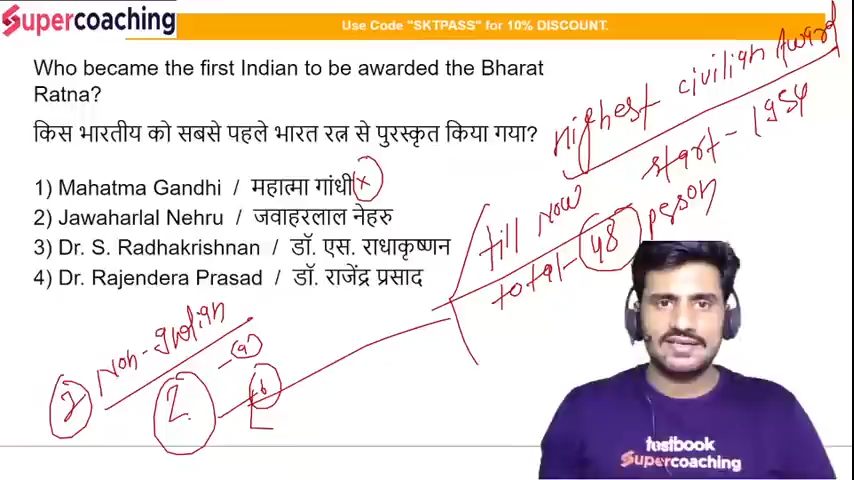 Supercoaching
Use Code "SKTPASS" for 10% DISCOUNT.
Who became the first Indian to be awarded the Bharat
Ratna?
किस भारतीय को सबसे पहले भारत रत्न से पुरस्कृत किया गया?
1) Mahatma Gandhi / महात्मा गांधी x
2) Jawaharlal Nehru / जवाहरलाल नेहरु
3) Dr. S. Radhakrishnan / डॉ. एस. राधाकृष्णन
4) Dr. Rajendera Prasad / डॉ. राजेंद्र प्रसाद
Highest civilian Award
start - 1954
till now
total - 48 person
2 Non-Indian
2 - a
b
testbook
Supercoaching